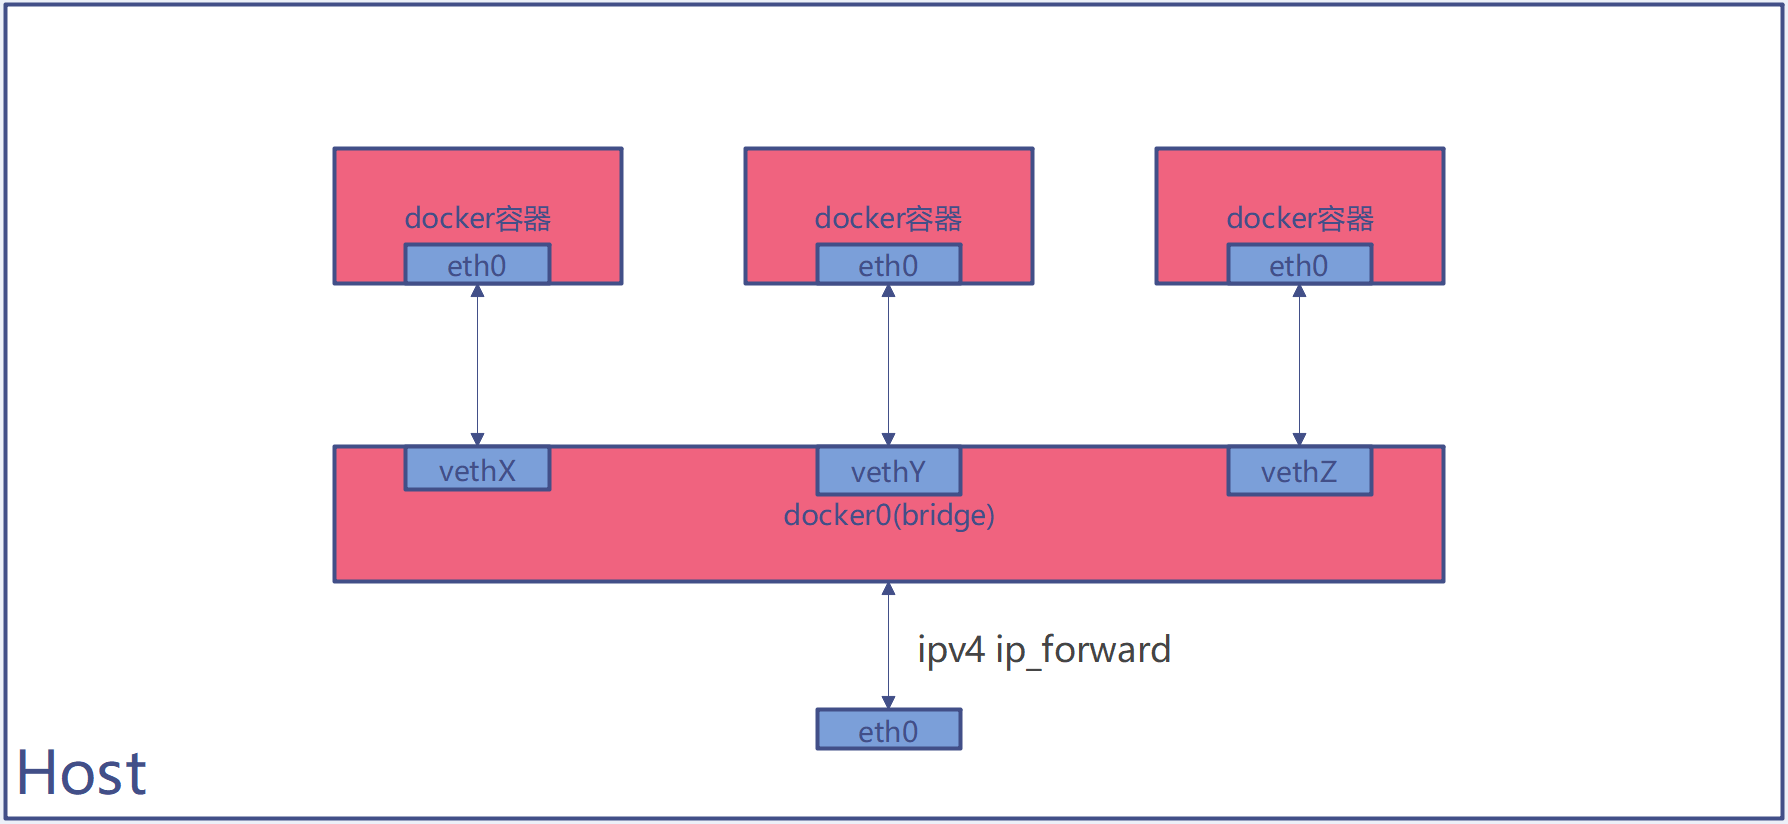 docker容器
docker容器
docker容器
eth0
eth0
eth0
vethX
vethY
vethZ
docker0(bridge)
ipv4 ip_forward
eth0
Host